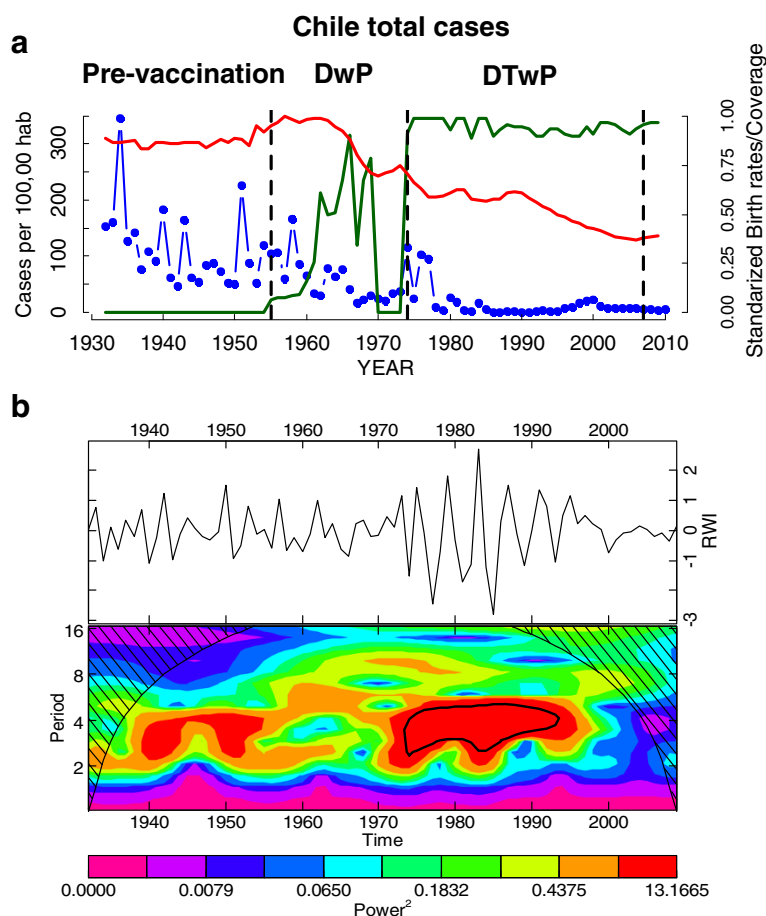 Chile total cases
a
Pre-vaccination DwP DTwP
Cases per 100,00 hab
0 100 200 300
0.00 0.25 0.50 0.75 1.00
Standarized Birth rates/Coverage
1930 1940 1950 1960 1970 1980 1990 2000 2010
YEAR
b
1940 1950 1960 1970 1980 1990 2000
2
1
0
-1
-3
RWI
16
8
4
2
Period
1940 1950 1960 1970 1980 1990 2000
Time
0.0000 0.0079 0.0650 0.1832 0.4375 13.1665
Power2